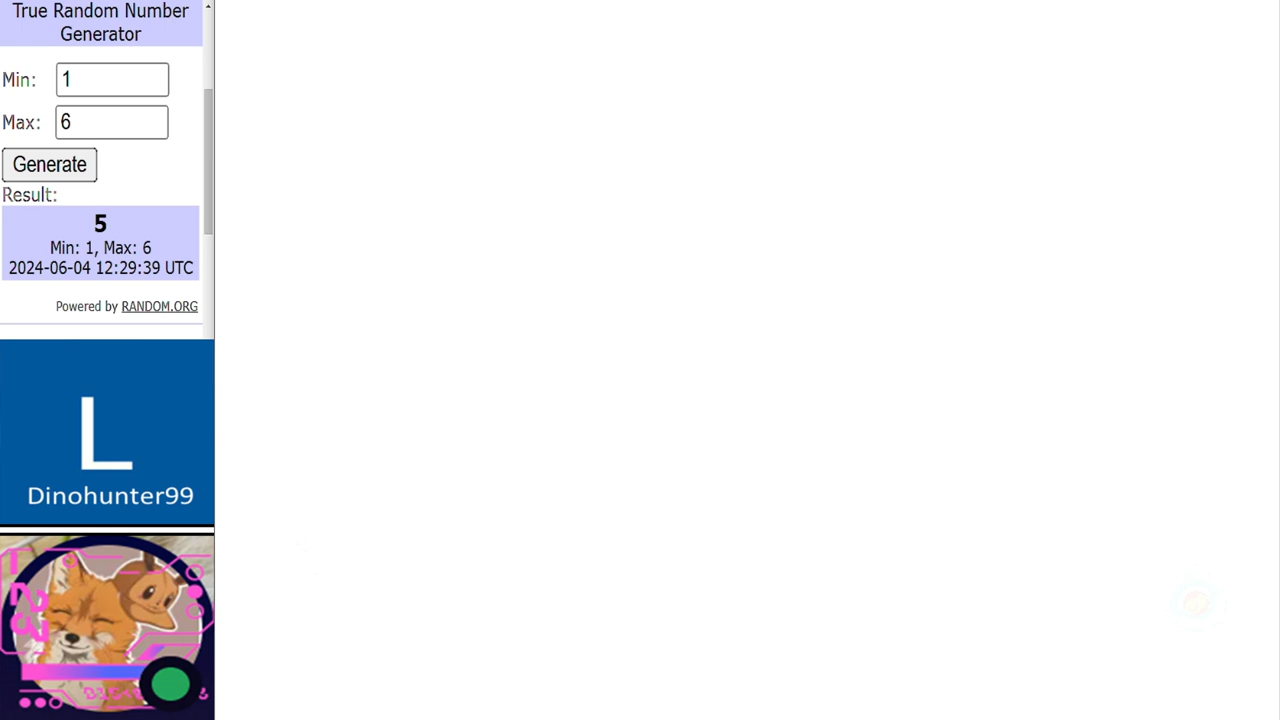 True Random Number
Generator
Min: 1
Max: 6
Generate
Result:
5
Min: 1, Max: 6
2024-06-04 12:29:39 UTC
Powered by RANDOM.ORG
L
Dinohunter99